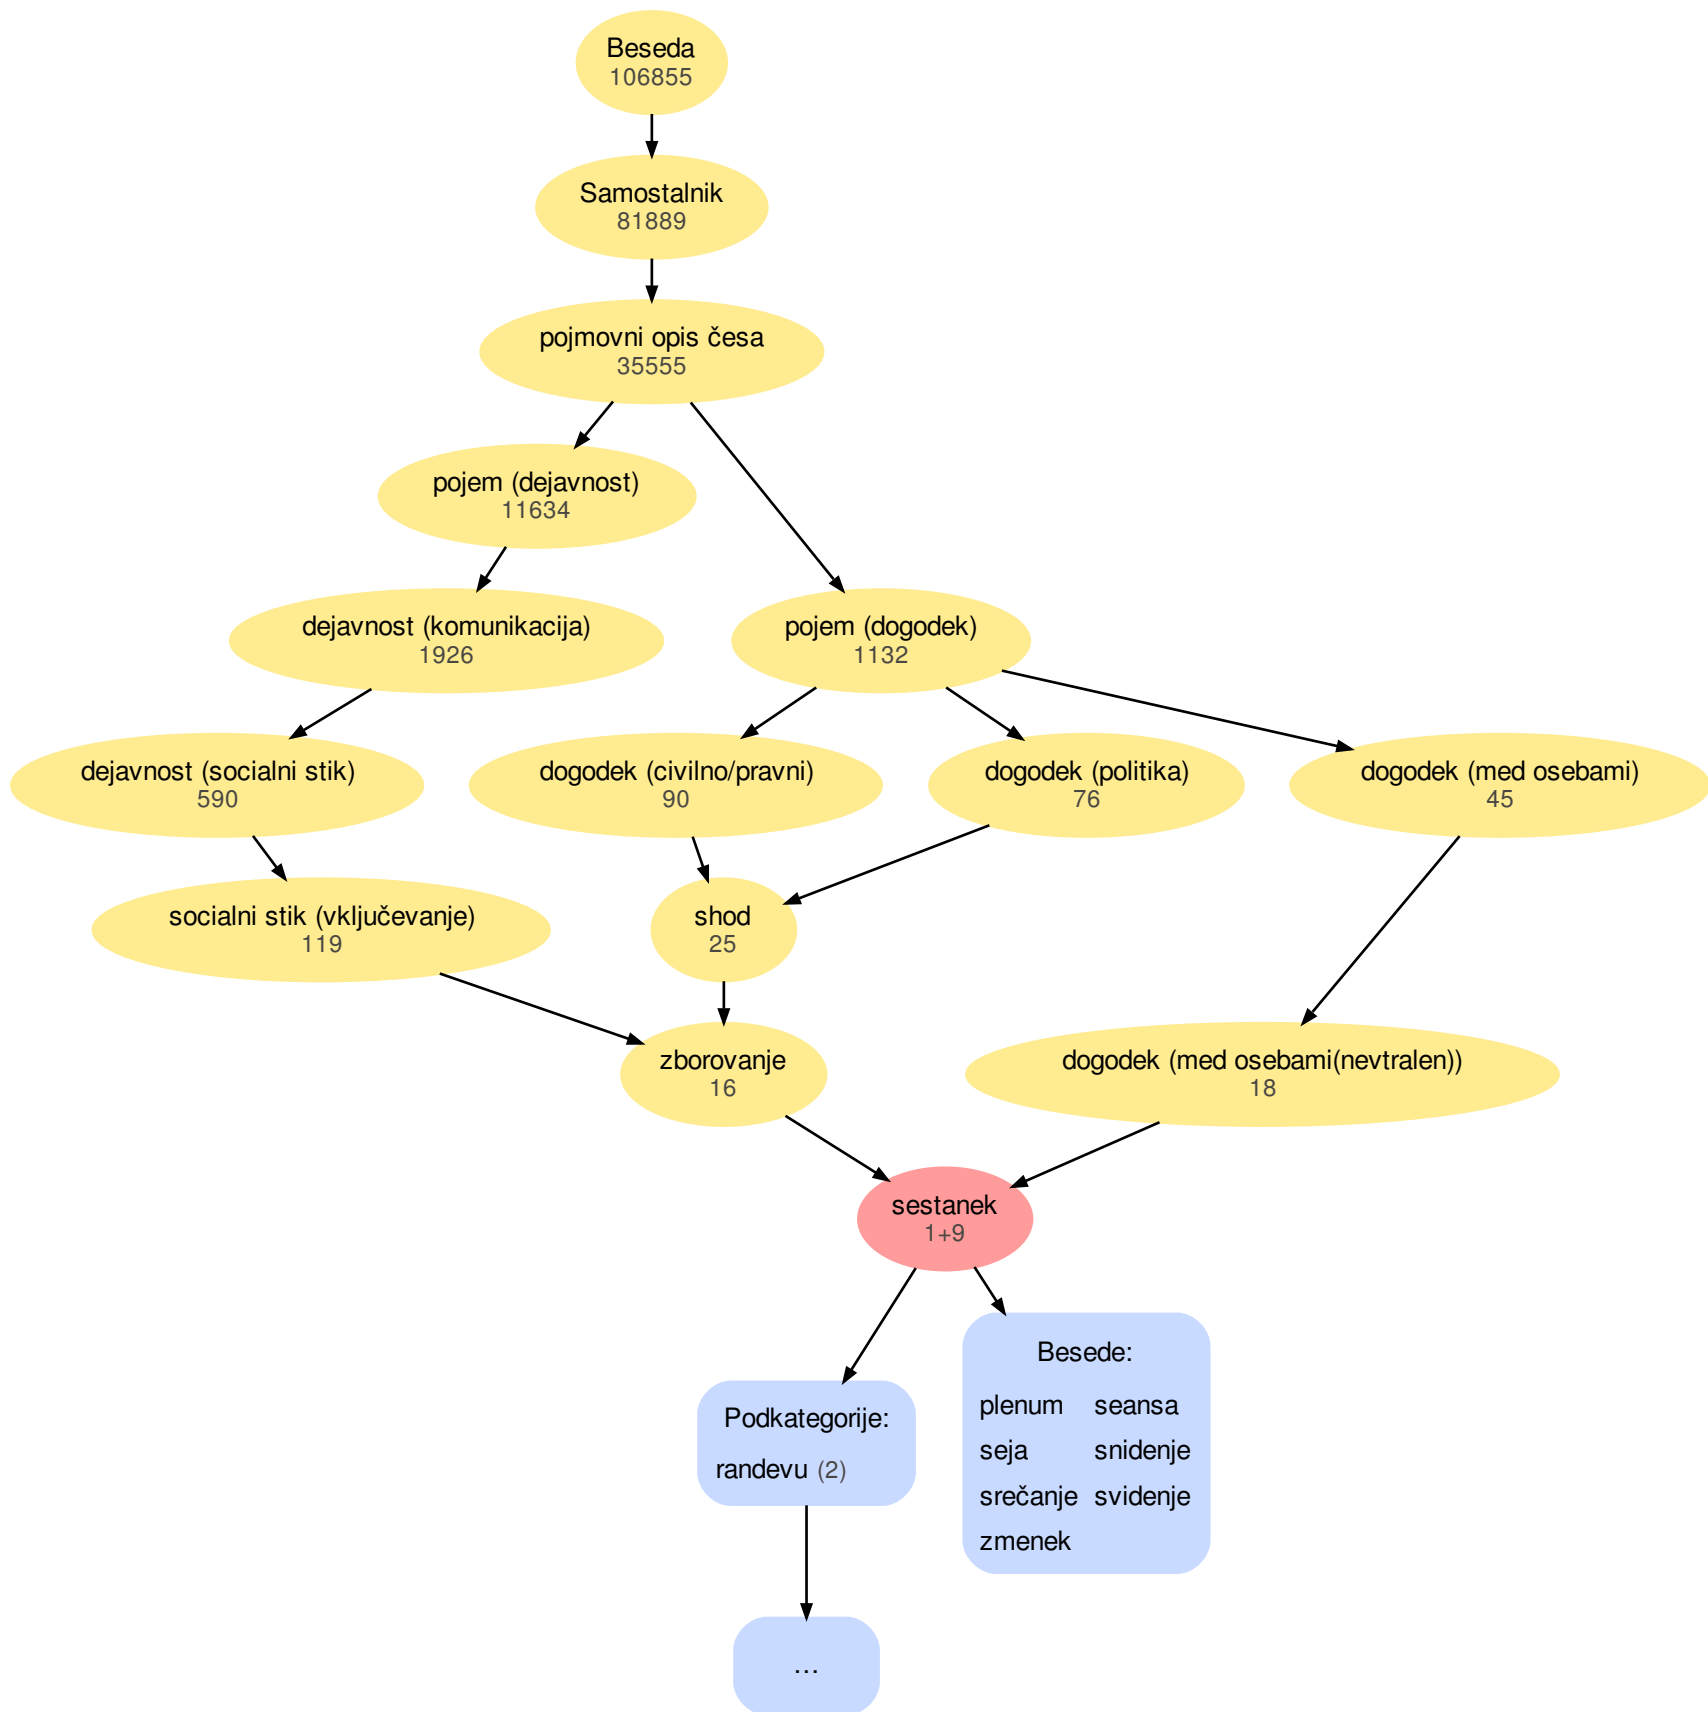 Beseda
106855
Samostalnik
81889
pojmovni opis česa
35555
pojem (dejavnost)
11634
dejavnost (komunikacija)
1926
pojem (dogodek)
1132
dejavnost (socialni stik)
590
dogodek (civilno/pravni)
90
dogodek (politika)
76
dogodek (med osebami)
45
socialni stik (vključevanje)
119
shod
25
zborovanje
16
dogodek (med osebami(nevtralen))
18
sestanek
1+9
Podkategorije:
randevu (2)
Besede:
plenum seansa
seja snidenje
srečanje svidenje
zmenek
...